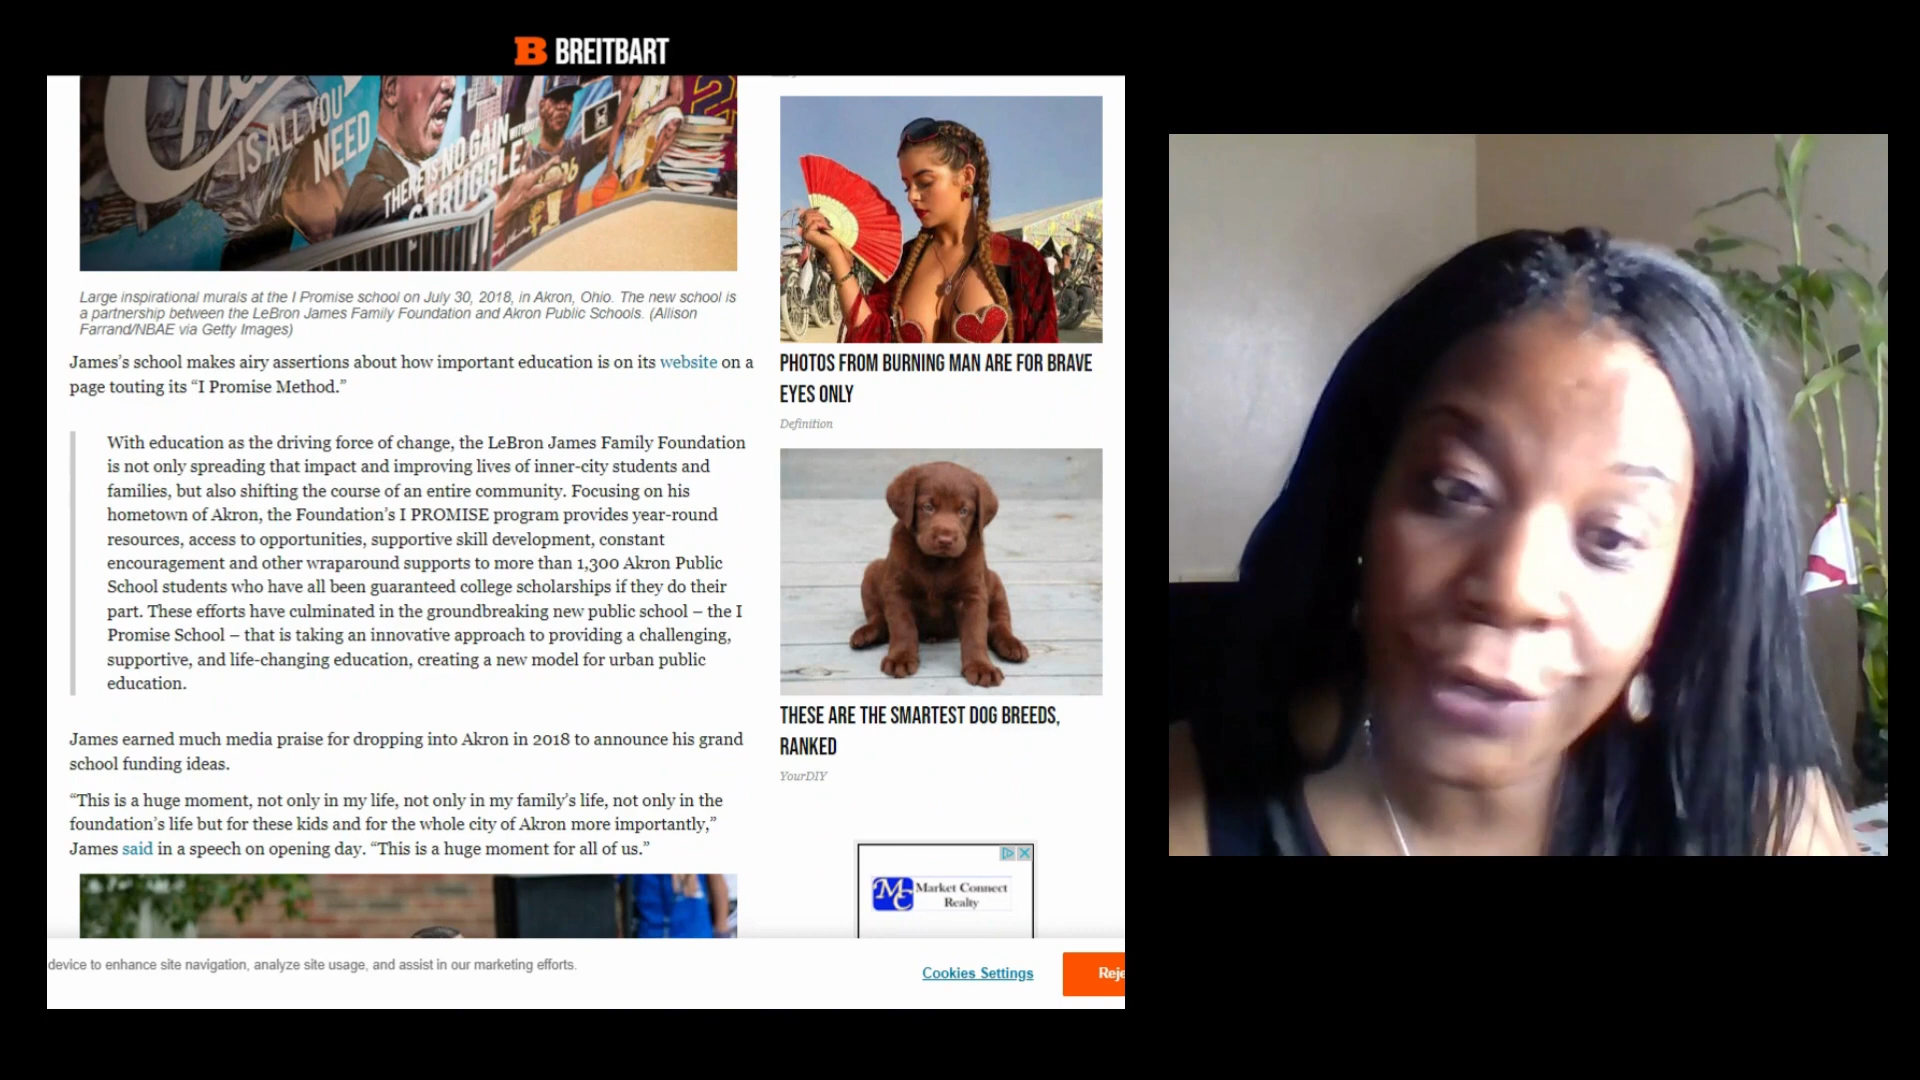 B BREITBART
IS ALL YOU
NEED
THERE IS NO GAIN WITHOUT
STRUGGLE.
Large inspirational murals at the I Promise school on July 30, 2018, in Akron, Ohio. The new school is
a partnership between the LeBron James Family Foundation and Akron Public Schools. (Allison
Farrand/NBAE via Getty Images)
James’s school makes airy assertions about how important education is on its website on a
page touting its “I Promise Method.”
With education as the driving force of change, the LeBron James Family Foundation
is not only spreading that impact and improving lives of inner-city students and
families, but also shifting the course of an entire community. Focusing on his
hometown of Akron, the Foundation’s I PROMISE program provides year-round
resources, access to opportunities, supportive skill development, constant
encouragement and other wraparound supports to more than 1,300 Akron Public
School students who have all been guaranteed college scholarships if they do their
part. These efforts have culminated in the groundbreaking new public school – the I
Promise School – that is taking an innovative approach to providing a challenging,
supportive, and life-changing education, creating a new model for urban public
education.
James earned much media praise for dropping into Akron in 2018 to announce his grand
school funding ideas.
“This is a huge moment, not only in my life, not only in my family’s life, not only in the
foundation’s life but for these kids and for the whole city of Akron more importantly,”
James said in a speech on opening day. “This is a huge moment for all of us.”
PHOTOS FROM BURNING MAN ARE FOR BRAVE
EYES ONLY
Definition
THESE ARE THE SMARTEST DOG BREEDS,
RANKED
YourDIY
MC Market Connect
Realty
device to enhance site navigation, analyze site usage, and assist in our marketing efforts.
Cookies Settings
Reje